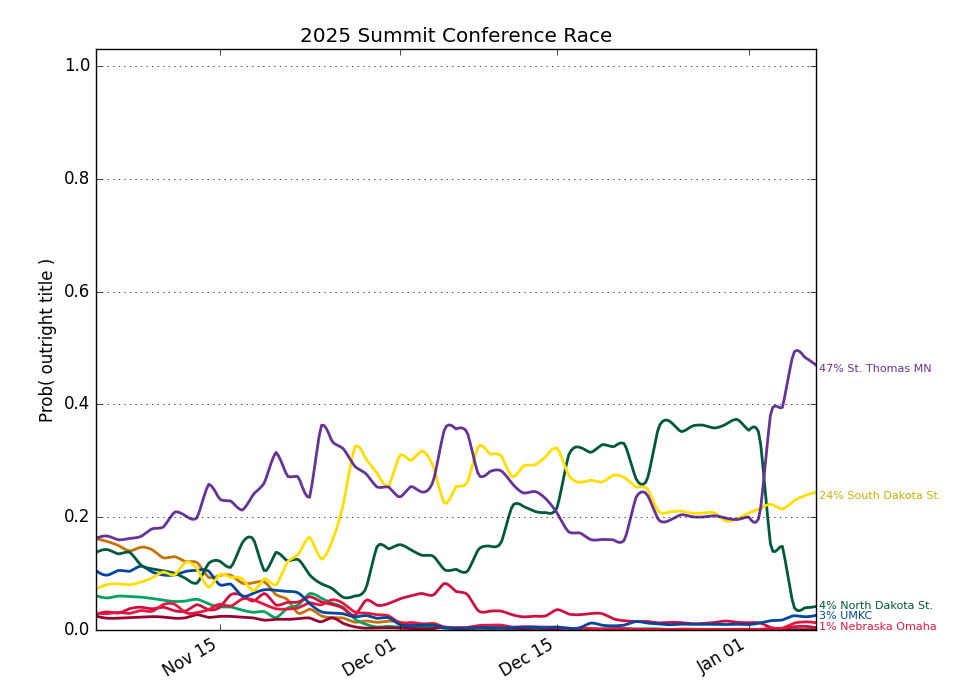 2025 Summit Conference Race
1.0
0.8
0.6
0.4
0.2
0.0
Prob( outright title )
47% St. Thomas MN
24% South Dakota St.
4% North Dakota St.
3% UMKC
1% Nebraska Omaha
Nov 15
Dec 01
Dec 15
Jan 01